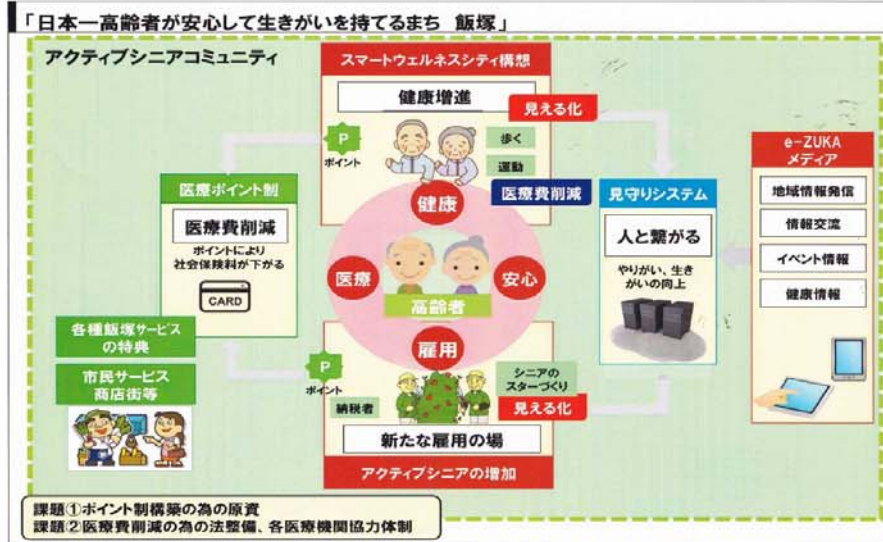 「日本一高齢者が安心して生きがいを持てるまち 飯塚」
アクティブシニアコミュニティ
スマートウェルネスシティ構想
健康増進
見える化
P
ポイント
歩く
運動
医療費削減
健康
医療
安心
高齢者
雇用
医療ポイント制
医療費削減
ポイントにより
社会保険料が下がる
CARD
各種飯塚サービス
の特典
市民サービス
商店街等
見守りシステム
人と繋がる
やりがい、生き
がいの向上
e-ZUKA
メディア
地域情報発信
情報交流
イベント情報
健康情報
P
ポイント
納税者
シニアの
スターづくり
見える化
新たな雇用の場
アクティブシニアの増加
課題①ポイント制構築の為の原資
課題②医療費削減の為の法整備、各医療機関協力体制